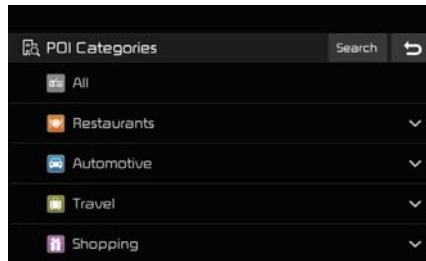 POI Categories
Search
All
Restaurants
Automotive
Travel
Shopping